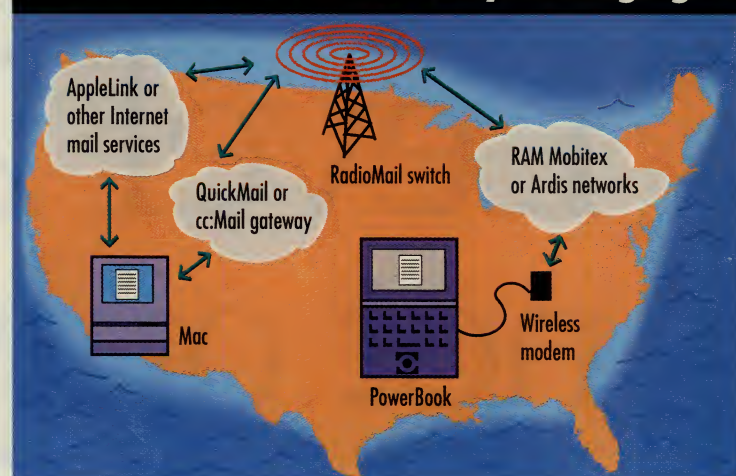 AppleLink or
other Internet
mail services
QuickMail or
cc:Mail gateway
RadioMail switch
RAM Mobitex
or Ardis networks
Mac
PowerBook
Wireless
modem